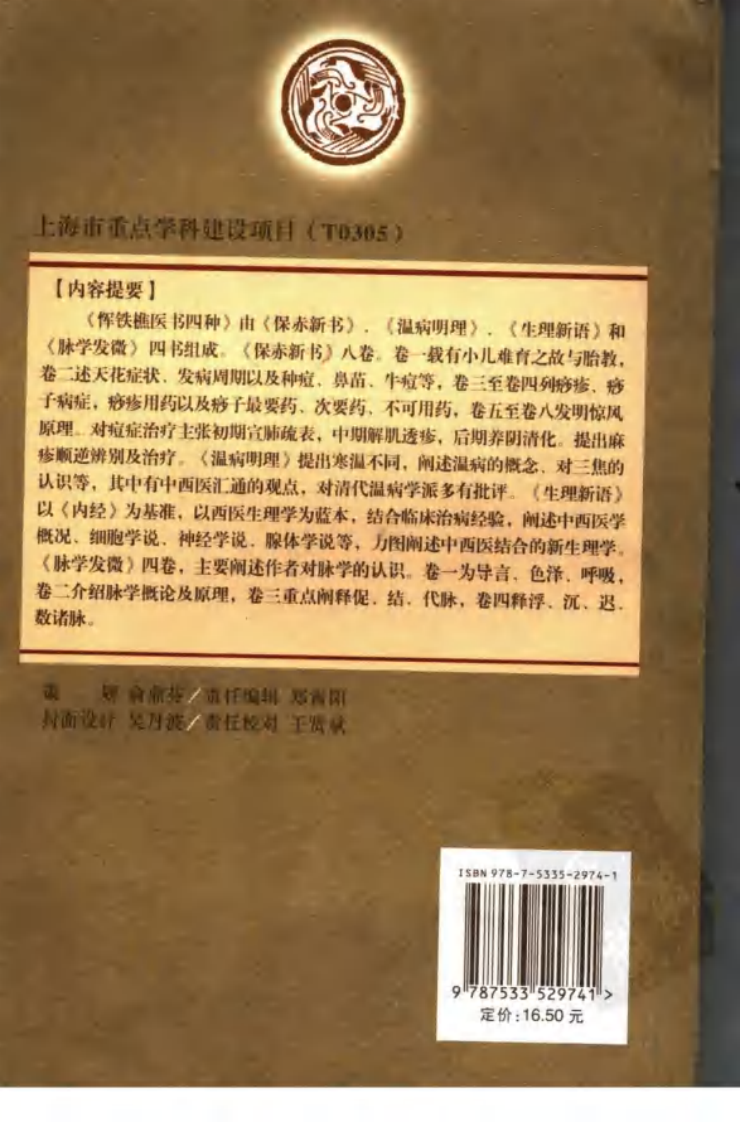 上海市重点学科建设项目（T0305）
【内容提要】
《恽铁樵医书四种》由《保赤新书》、《温病明理》、《生理新语》和
《脉学发微》四书组成。《保赤新书》八卷。卷一载有小儿难育之故与胎教，
卷二述天花症状、发病周期以及种痘、鼻苗、牛痘等，卷三至卷四列痧疹、痧
子病症，痧疹用药以及痧子最要药、次要药、不可用药，卷五至卷八发明惊风
原理。对痘症治疗主张初期宣肺疏表，中期解肌透疹，后期养阴清化。提出麻
疹顺逆辨别及治疗。《温病明理》提出寒温不同，阐述温病的概念、对三焦的
认识等，其中有中西医汇通的观点，对清代温病学派多有批评。《生理新语》
以《内经》为基准，以西医生理学为蓝本，结合临床治病经验，阐述中西医学
概况、细胞学说、神经学说、腺体学说等，力图阐述中西医结合的新生理学。
《脉学发微》四卷，主要阐述作者对脉学的认识。卷一为导言、色泽、呼吸，
卷二介绍脉学概论及原理，卷三重点阐释促、结、代脉，卷四释浮、沉、迟、
数诸脉。
策 划 俞鼎芬／责任编辑
封面设计 吴丹波／责任校对 王贤斌
ISBN 978-7-5335-2974-1
9 787533 529741 >
定价：16.50 元